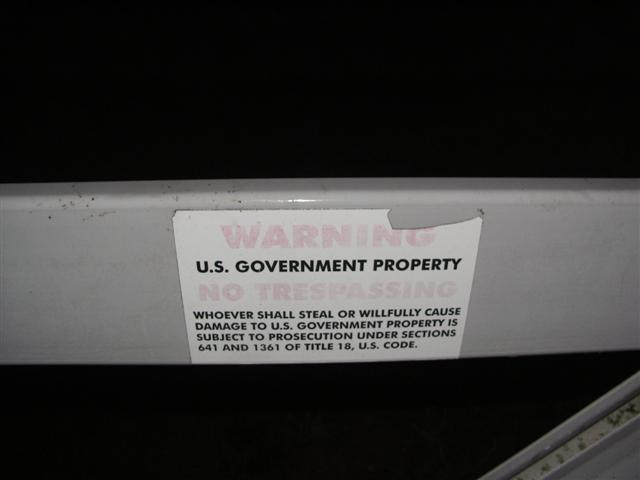 WARNING
U.S. GOVERNMENT PROPERTY
NO TRESPASSING
WHOEVER SHALL STEAL OR WILLFULLY CAUSE
DAMAGE TO U.S. GOVERNMENT PROPERTY IS
SUBJECT TO PROSECUTION UNDER SECTIONS
641 AND 1361 OF TITLE 18, U.S. CODE.